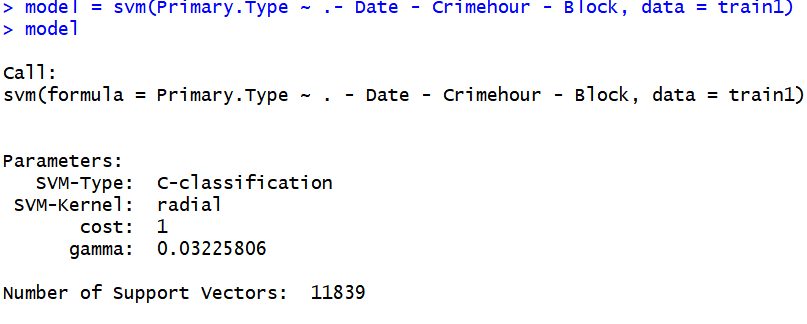 > model = svm(Primary.Type ~ .- Date - Crimehour - Block, data = train1)
> model
Call:
svm(formula = Primary.Type ~ . - Date - Crimehour - Block, data = train1)
Parameters:
SVM-Type:  C-classification
SVM-Kernel:  radial
cost:  1
gamma:  0.03225806
Number of Support Vectors:  11839